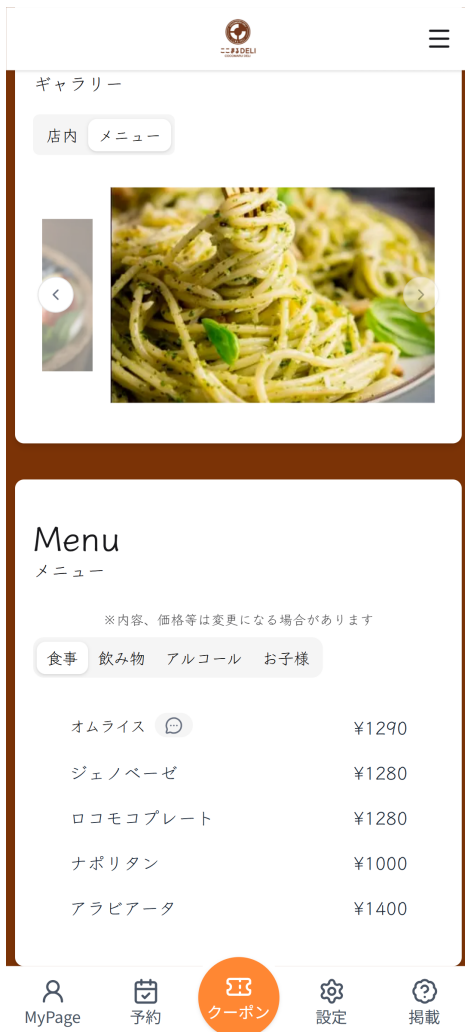 ここまるDELI
ギャラリー
店内 メニュー
Menu
メニュー
※内容、価格等は変更になる場合があります
食事 飲み物 アルコール お子様
オムライス ¥1290
ジェノベーゼ ¥1280
ロコモコプレート ¥1280
ナポリタン ¥1000
アラビアータ ¥1400
MyPage 予約 クーポン 設定 掲載